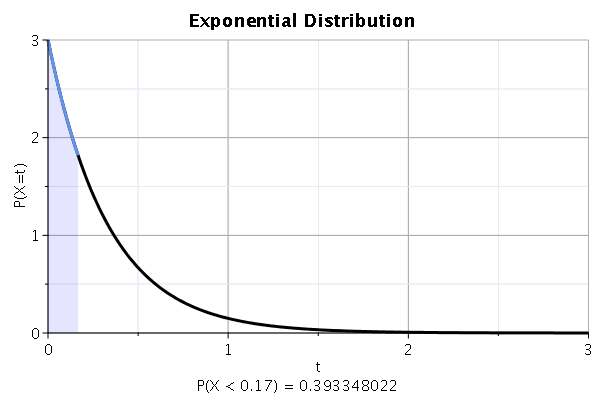 Exponential Distribution
3
2
1
0
P(X=t)
0 1 2 3
t
P(X < 0.17) = 0.393348022